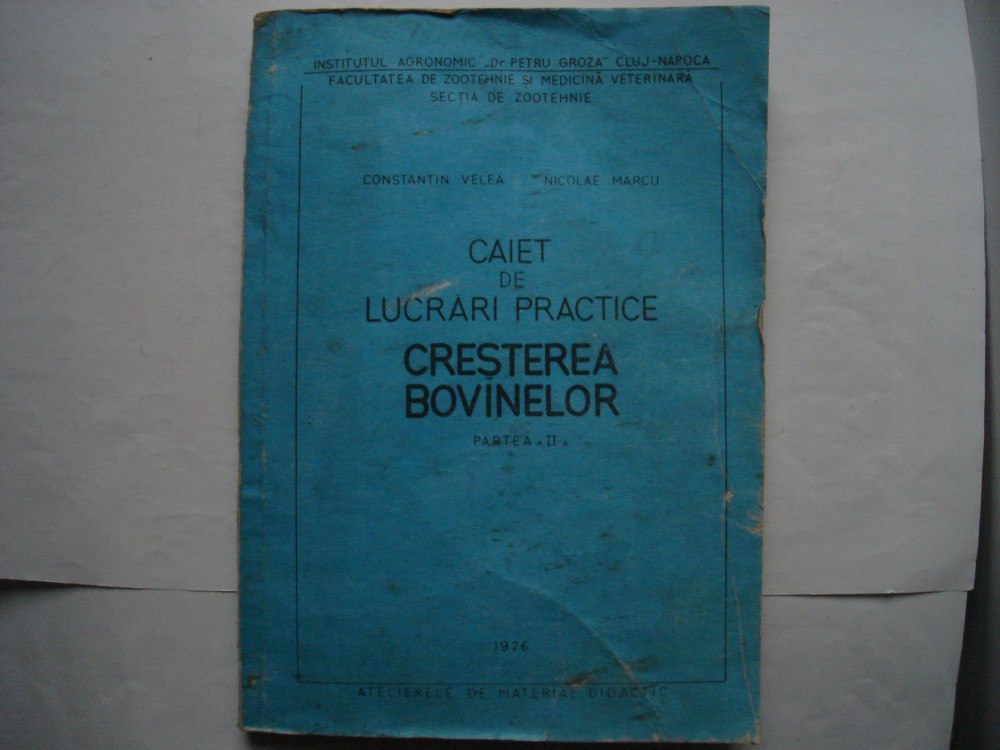 INSTITUTUL AGRONOMIC „Dr PETRU GROZA" CLUJ-NAPOCA
FACULTATEA DE ZOOTEHNIE ȘI MEDICINĂ VETERINARĂ
SECȚIA DE ZOOTEHNIE
CONSTANTIN VELEA NICOLAE MARCU
CAIET
DE
LUCRĂRI PRACTICE
CREȘTEREA
BOVINELOR
PARTEA A II-A
1976
ATELIERELE DE MATERIAL DIDACTIC